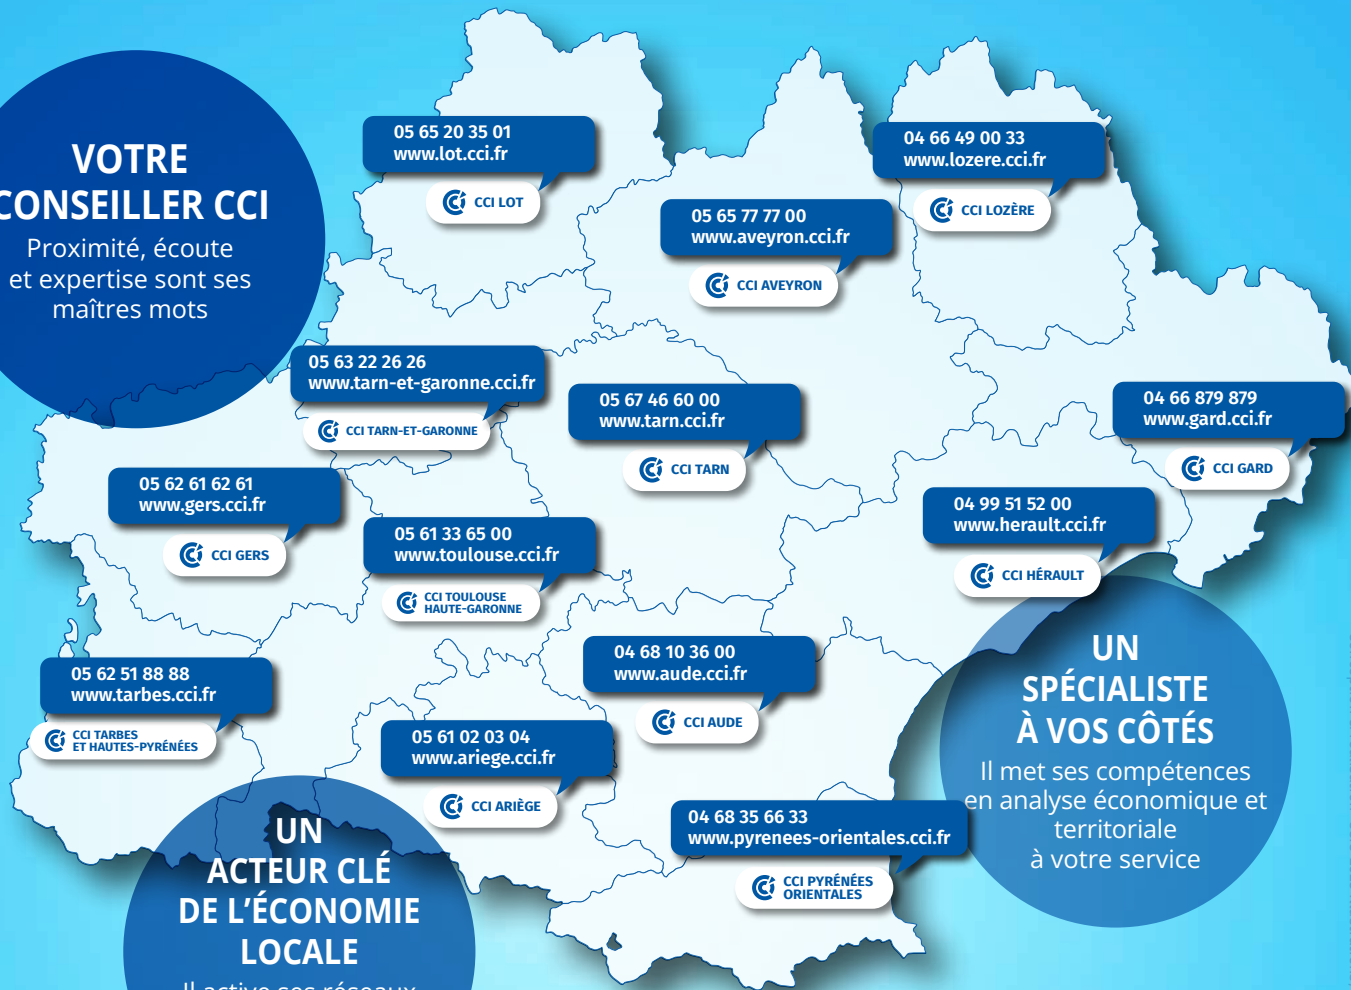 VOTRE
CONSEILLER CCI
Proximité, écoute
et expertise sont ses
maîtres mots
05 65 20 35 01
www.lot.cci.fr
CCI LOT
04 66 49 00 33
www.lozere.cci.fr
CCI LOZÈRE
05 65 77 77 00
www.aveyron.cci.fr
CCI AVEYRON
05 63 22 26 26
www.tarn-et-garonne.cci.fr
CCI TARN-ET-GARONNE
05 67 46 60 00
www.tarn.cci.fr
CCI TARN
04 66 879 879
www.gard.cci.fr
CCI GARD
05 62 61 62 61
www.gers.cci.fr
CCI GERS
04 99 51 52 00
www.herault.cci.fr
CCI HÉRAULT
05 61 33 65 00
www.toulouse.cci.fr
CCI TOULOUSE
HAUTE-GARONNE
05 62 51 88 88
www.tarbes.cci.fr
CCI TARBES
ET HAUTES-PYRÉNÉES
04 68 10 36 00
www.aude.cci.fr
CCI AUDE
05 61 02 03 04
www.ariege.cci.fr
CCI ARIÈGE
04 68 35 66 33
www.pyrenees-orientales.cci.fr
CCI PYRÉNÉES
ORIENTALES
UN
SPÉCIALISTE
À VOS CÔTÉS
Il met ses compétences
en analyse économique et
territoriale
à votre service
UN
ACTEUR CLÉ
DE L'ÉCONOMIE
LOCALE
Il active ses réseaux